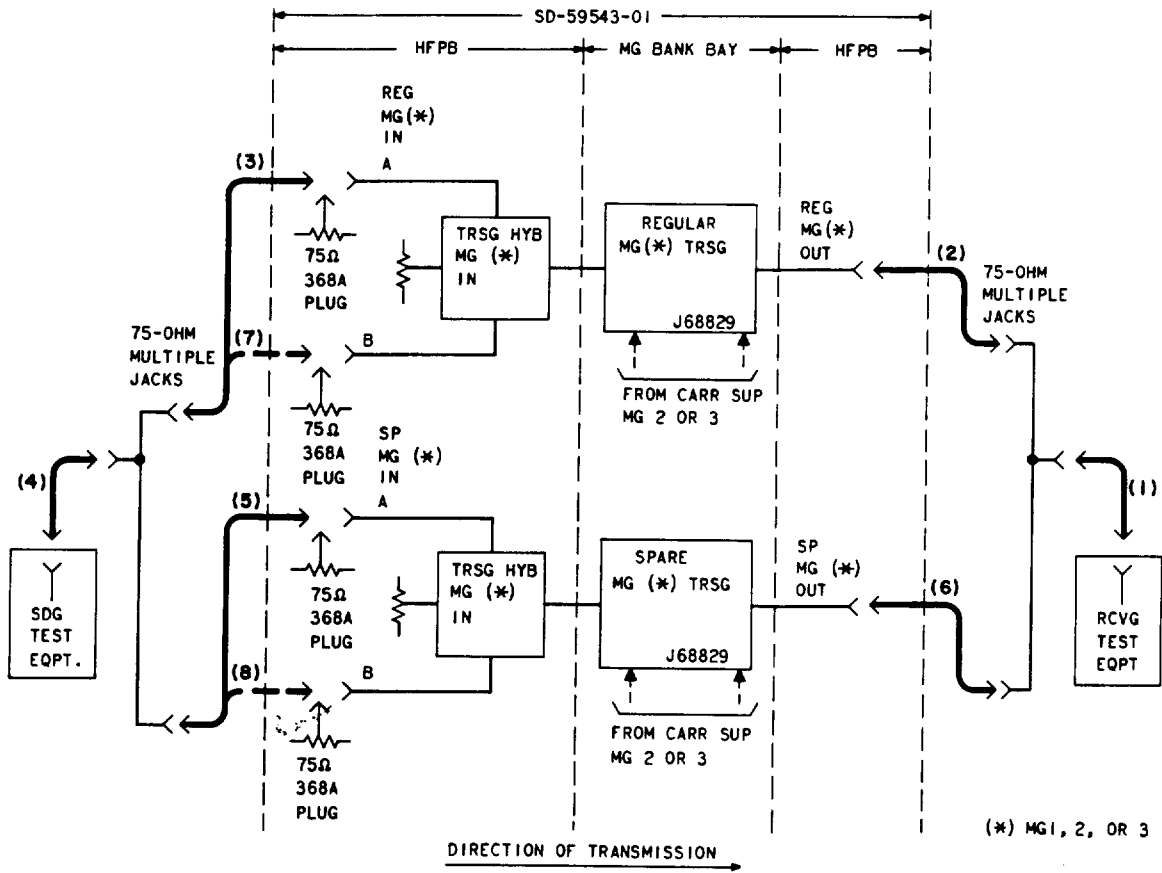 SD-59543-01
HFPB
MG BANK BAY
HFPB
REG
MG(*)
IN
A
(3)
75Ω
368A
PLUG
TRSG HYB
MG (*)
IN
REGULAR
MG(*) TRSG
J68829
REG
MG(*)
OUT
(2)
75-OHM
MULTIPLE
JACKS
75-OHM
MULTIPLE
JACKS
(7)
B
75Ω
368A
PLUG
FROM CARR SUP
MG 2 OR 3
SP
MG (*)
IN
A
(4)
(5)
(1)
SDG
TEST
EQPT.
75Ω
368A
PLUG
TRSG HYB
MG (*)
IN
SPARE
MG (*) TRSG
J68829
SP
MG (*)
OUT
(6)
RCVG
TEST
EQPT
(8)
B
75Ω
368A
PLUG
FROM CARR SUP
MG 2 OR 3
(*) MG1, 2, OR 3
DIRECTION OF TRANSMISSION